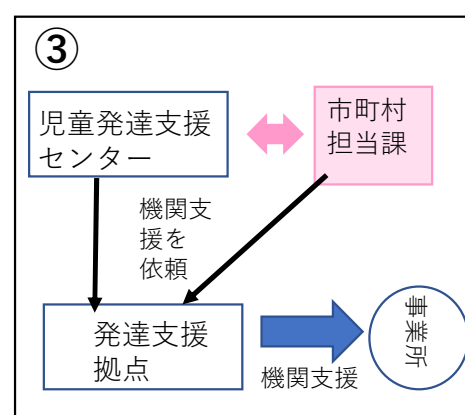 ③
児童発達支援
センター
市町村
担当課
機関支
援を
依頼
発達支援
拠点
機関支援
事業所